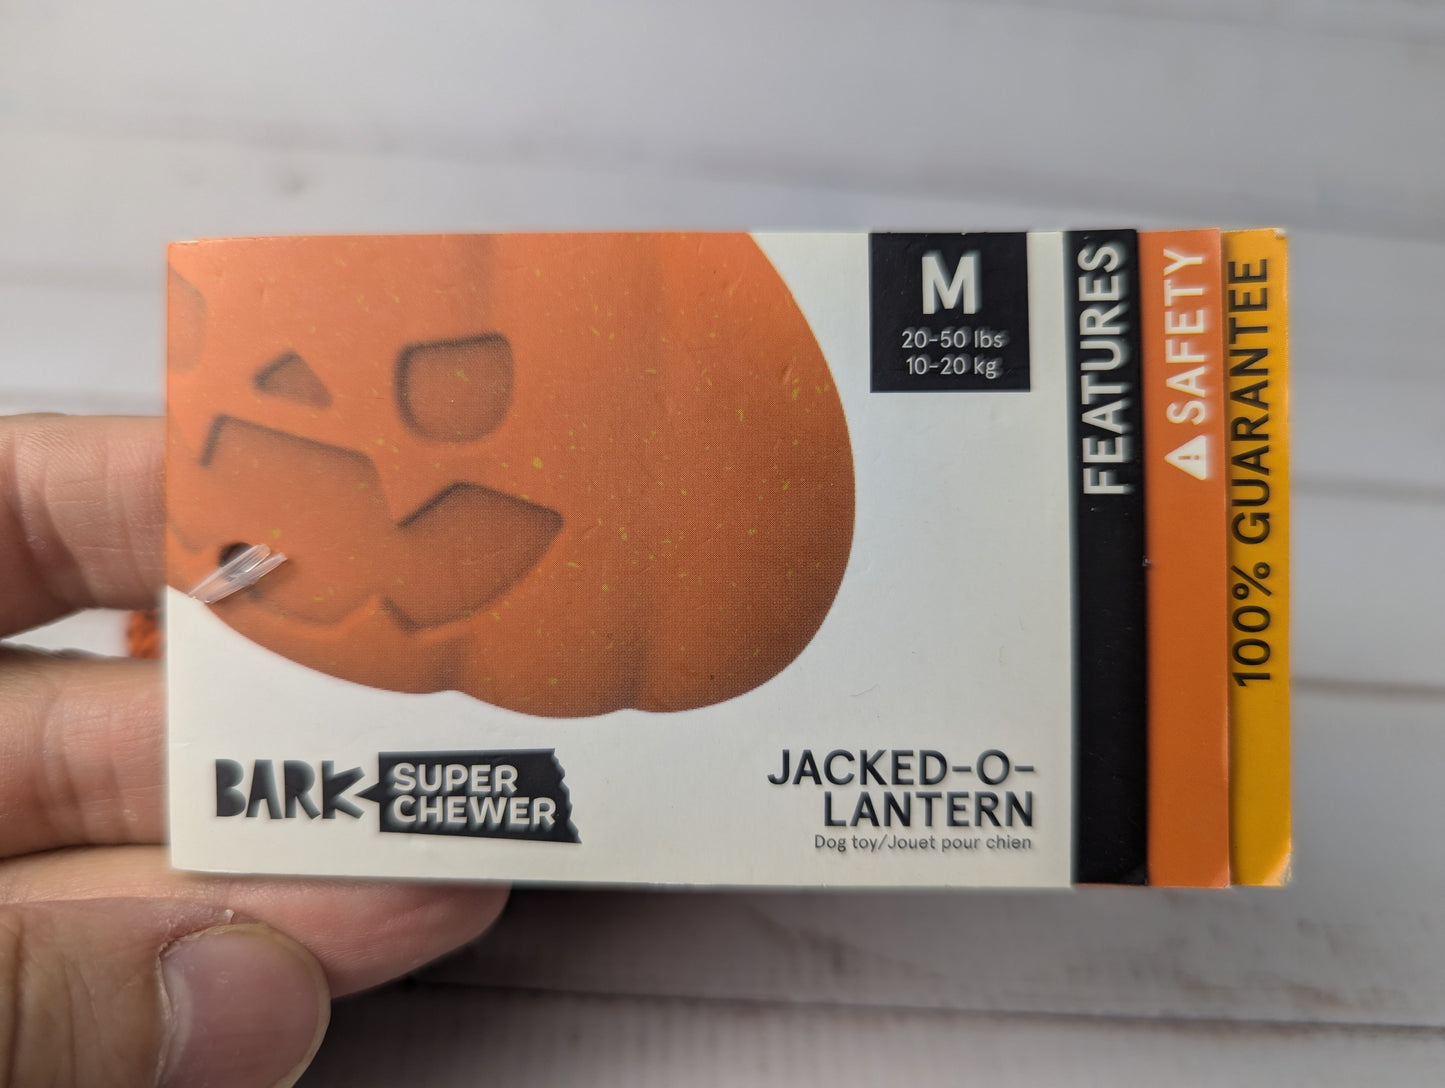 M
20-50 lbs
10-20 kg
FEATURES
SAFETY
100% GUARANTEE
BARK
SUPER
CHEWER
JACKED-O-
LANTERN
Dog toy/Jouet pour chien